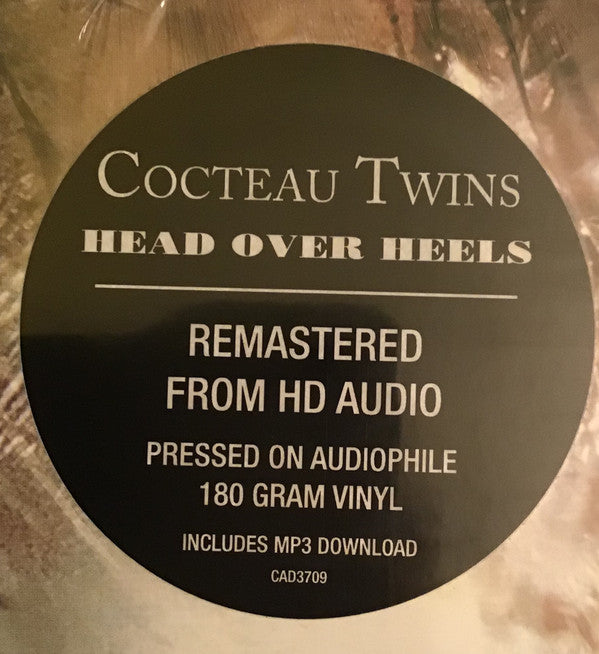 COCTEAU TWINS
HEAD OVER HEELS
REMASTERED
FROM HD AUDIO
PRESSED ON AUDIOPHILE
180 GRAM VINYL
INCLUDES MP3 DOWNLOAD
CAD3709